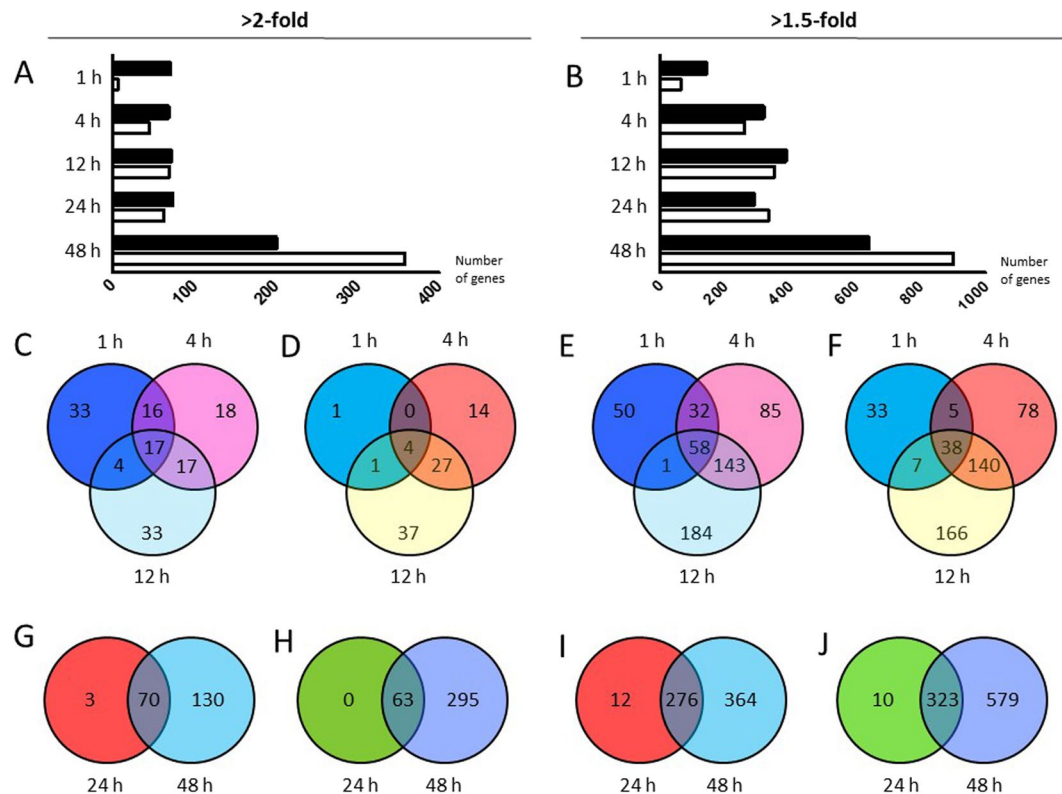 >2-fold
>1.5-fold
A
1 h
4 h
12 h
24 h
48 h
Number
of genes
0
100
200
300
400
B
1 h
4 h
12 h
24 h
48 h
Number
of genes
0
200
400
600
800
1000
C
1 h
4 h
33
16
18
17
4
17
33
12 h
D
1 h
4 h
1
0
14
4
1
27
37
12 h
E
1 h
4 h
50
32
85
58
1
143
184
12 h
F
1 h
4 h
33
5
78
38
7
140
166
12 h
G
3
70
130
24 h
48 h
H
0
63
295
24 h
48 h
I
12
276
364
24 h
48 h
J
10
323
579
24 h
48 h